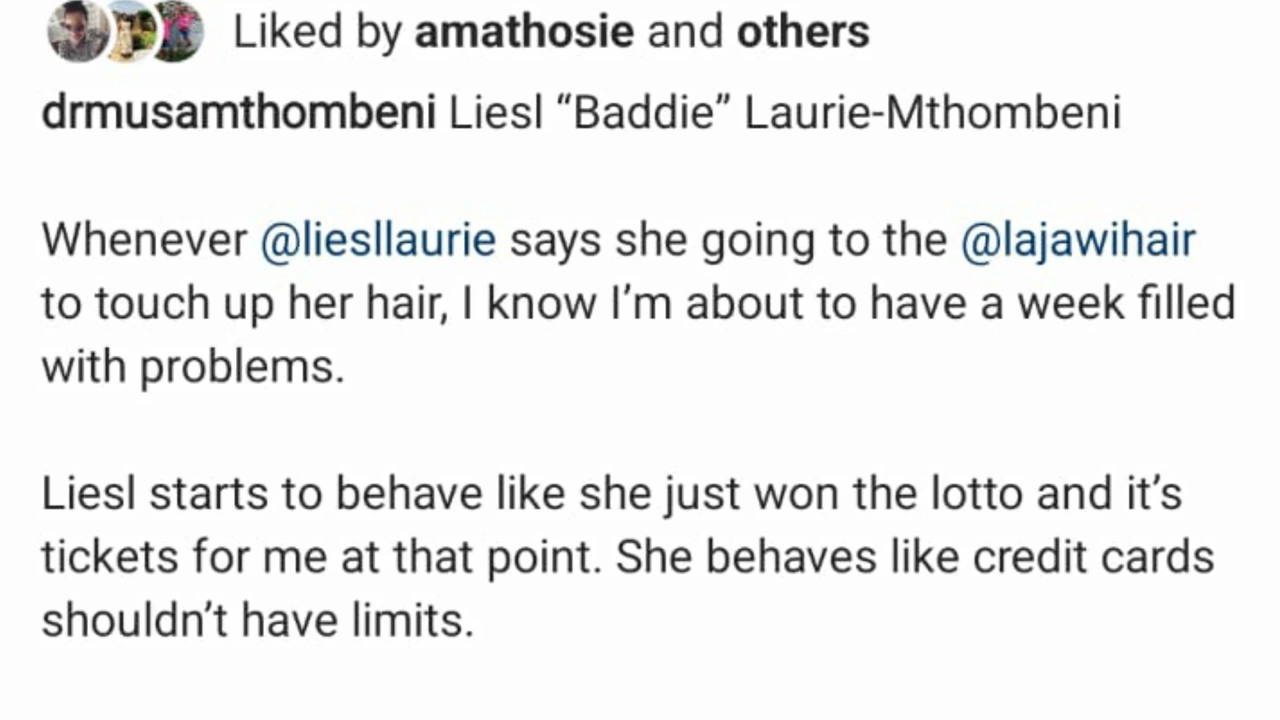 Liked by amathosie and others
drmusamthombeni Liesl “Baddie” Laurie-Mthombeni
Whenever @liesllaurie says she going to the @lajawihair
to touch up her hair, I know I’m about to have a week filled
with problems.
Liesl starts to behave like she just won the lotto and it’s
tickets for me at that point. She behaves like credit cards
shouldn’t have limits.